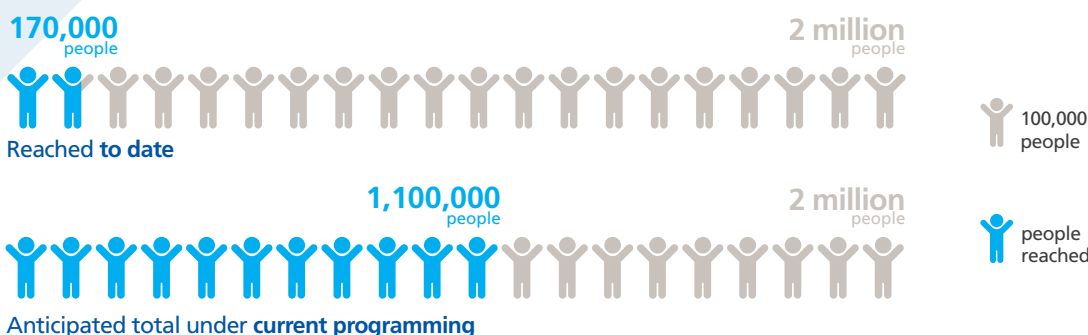 170,000
people
2 million
people
Reached to date
100,000
people
1,100,000
people
2 million
people
people
reached
Anticipated total under current programming